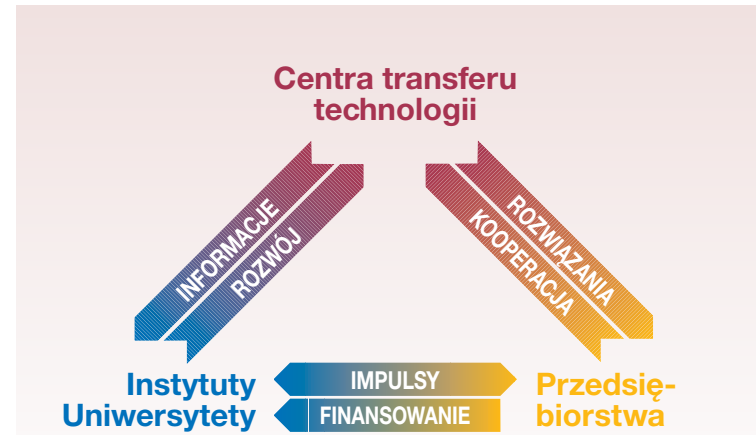 Centra transferu
technologii
INFORMACJE
ROZWÓJ
ROZWIĄZANIA
KOOPERACJA
Instytuty
Uniwersytety
IMPULSY
FINANSOWANIE
Przedsię-
biorstwa